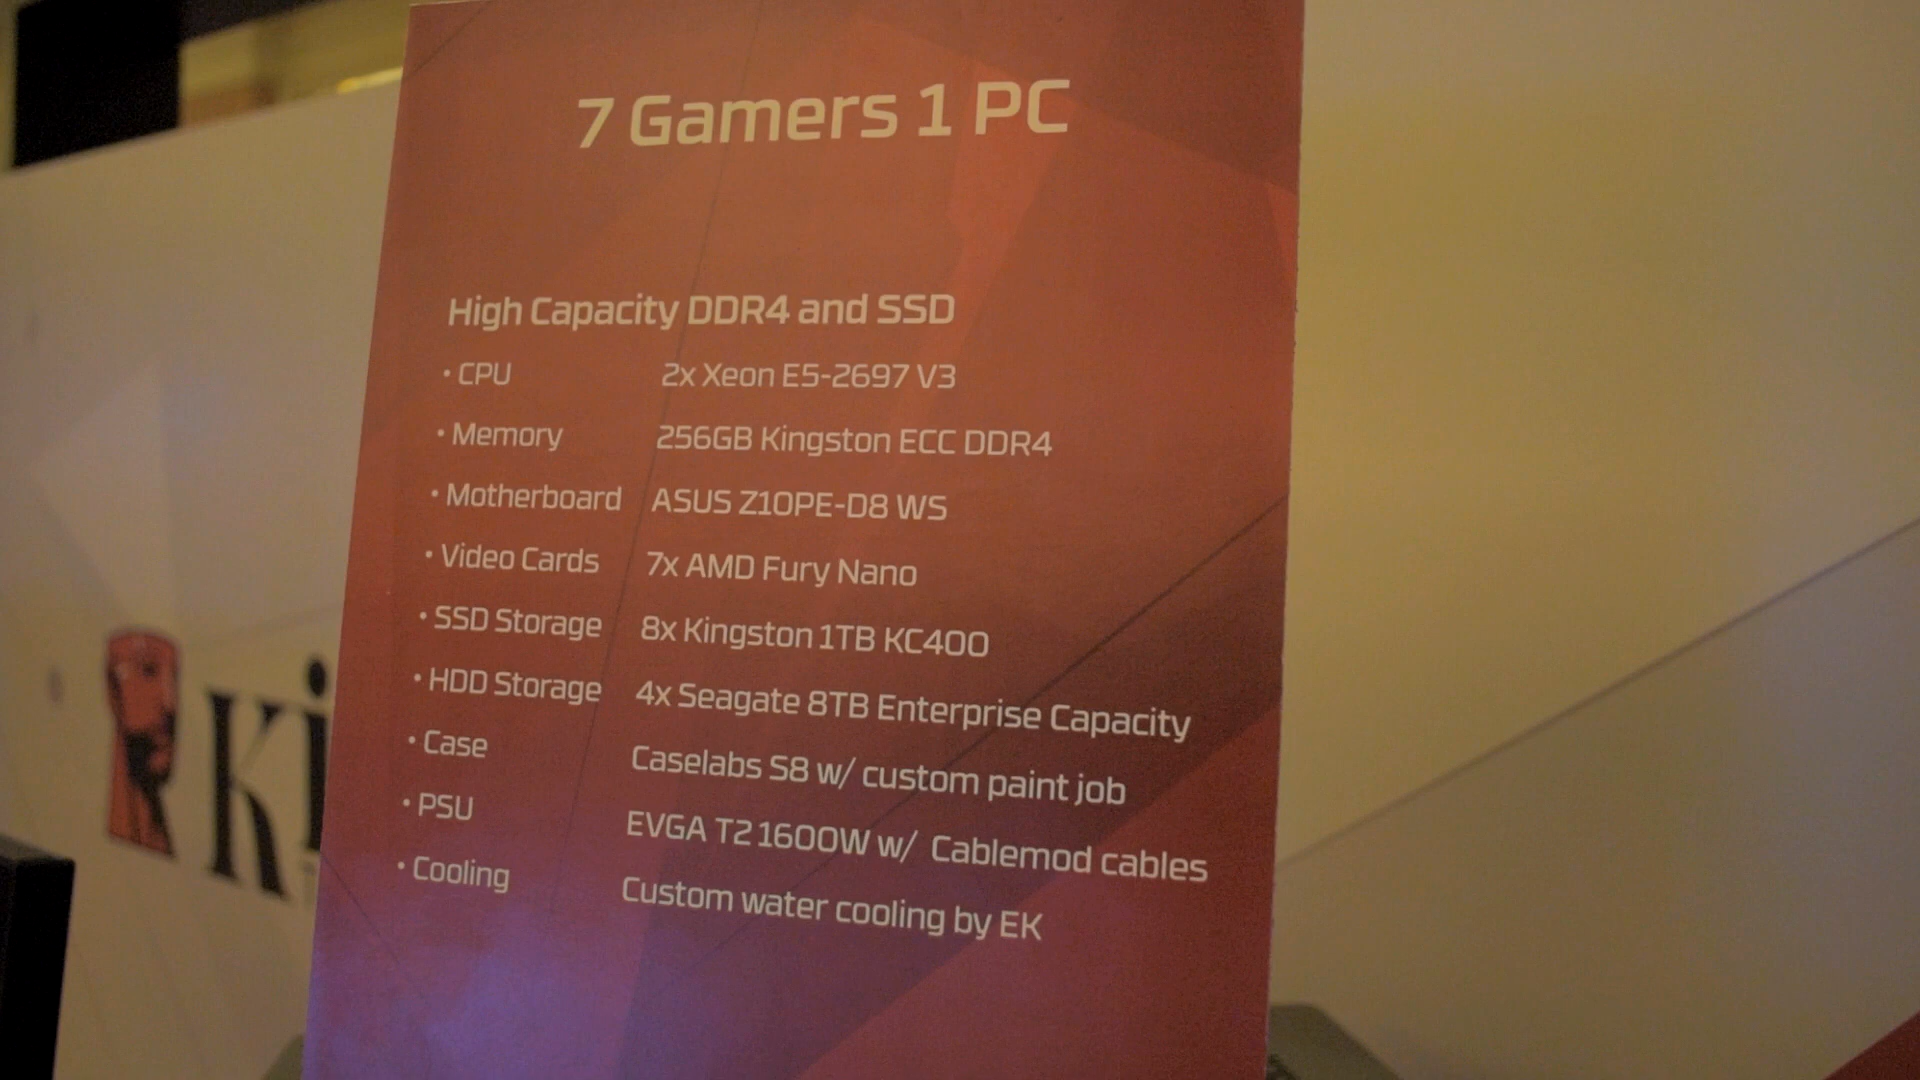 7 Gamers 1 PC
High Capacity DDR4 and SSD
• CPU 2x Xeon E5-2697 V3
• Memory 256GB Kingston ECC DDR4
• Motherboard ASUS Z10PE-D8 WS
• Video Cards 7x AMD Fury Nano
• SSD Storage 8x Kingston 1TB KC400
• HDD Storage 4x Seagate 8TB Enterprise Capacity
• Case Caselabs S8 w/ custom paint job
• PSU EVGA T2 1600W w/ Cablemod cables
• Cooling Custom water cooling by EK
Ki